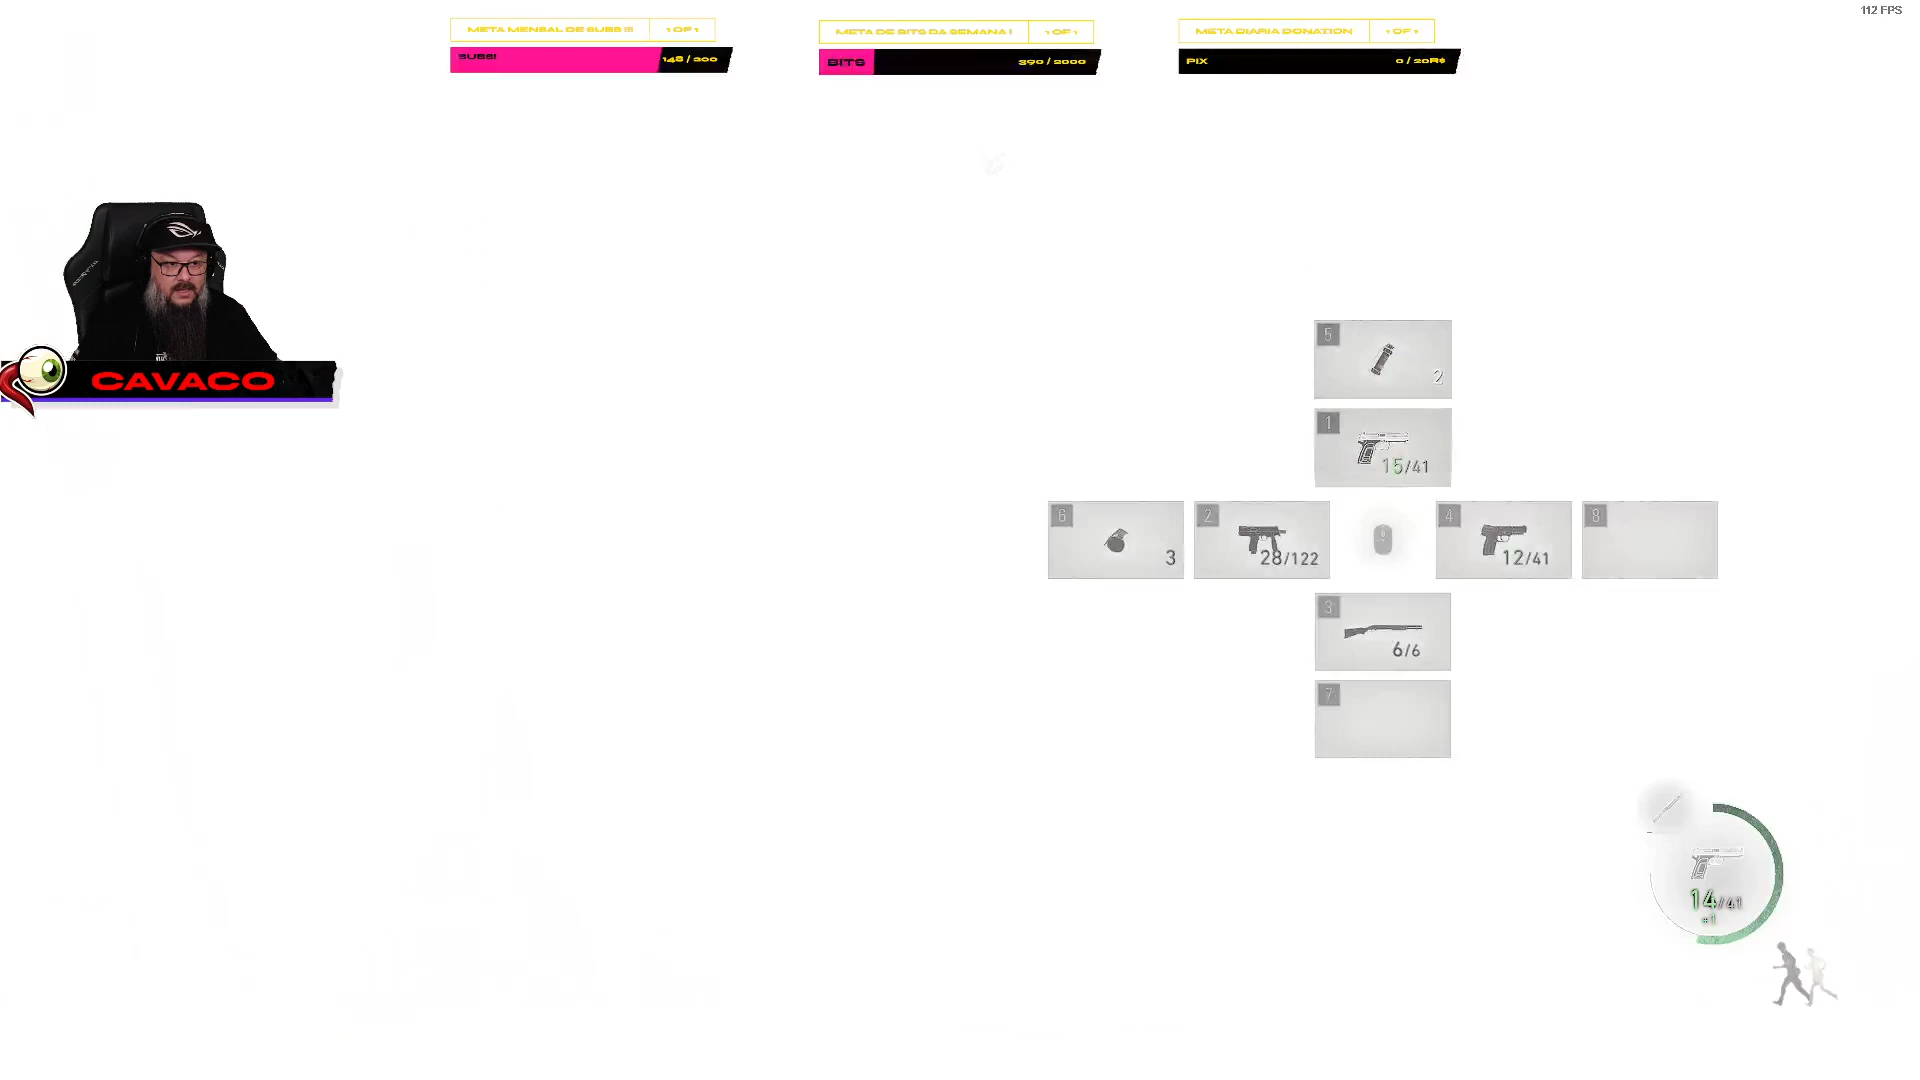 112 FPS
META MENSAL DE SUBS !!! 1 OF 1
META DE BITS DA SEMANA ! 1 OF 1
META DIARIA DONATION 1 OF 1
SUBS! 148 / 200
BITS 390 / 2000
PIX 0 / 20R$
CAVACO
5
2
1
15/41
6
3
2
28/122
4
12/41
8
3
6/6
7
14/41
+1